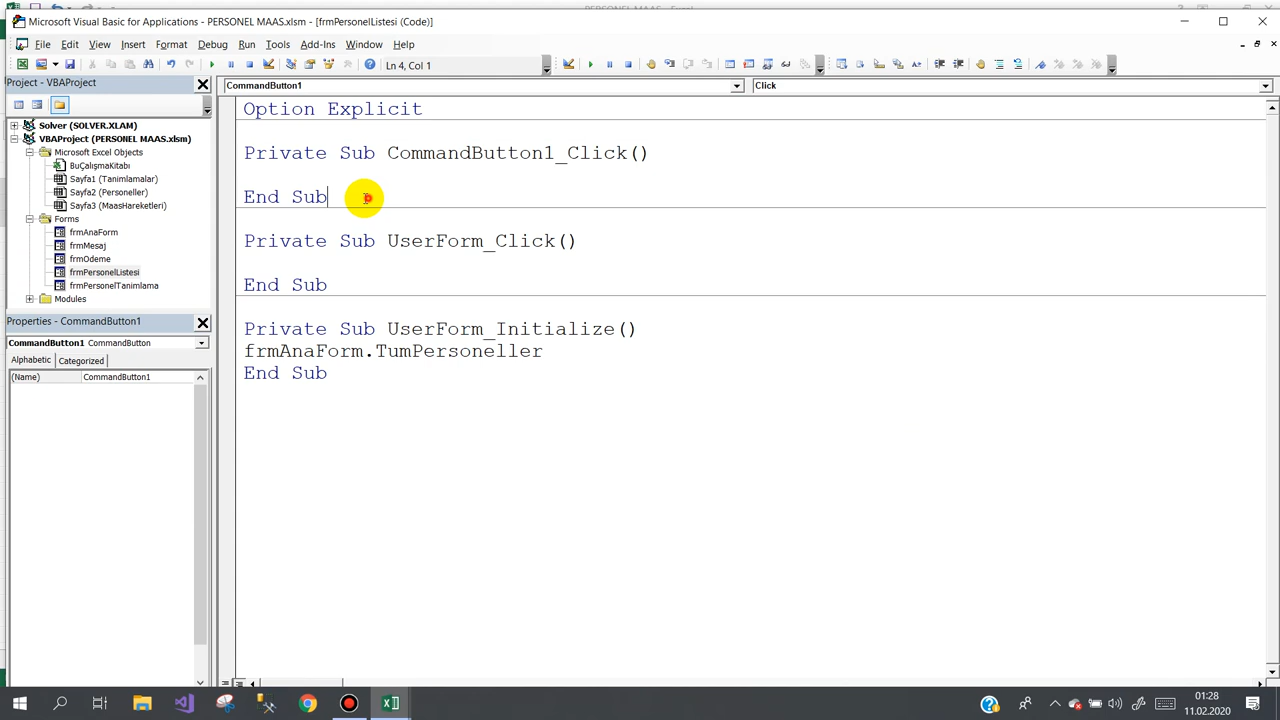 PERSONEL MAAS.xlsm - Excel
Microsoft Visual Basic for Applications - PERSONEL MAAS.xlsm - [frmPersonelListesi (Code)]
File Edit View Insert Format Debug Run Tools Add-Ins Window Help
Ln 4, Col 1
Project - VBAProject
CommandButton1
Click
Solver (SOLVER.XLAM)
VBAProject (PERSONEL MAAS.xlsm)
Microsoft Excel Objects
BuÇalışmaKitabı
Sayfa1 (Tanimlamalar)
Sayfa2 (Personeller)
Sayfa3 (MaasHareketleri)
Forms
frmAnaForm
frmMesaj
frmOdeme
frmPersonelListesi
frmPersonelTanimlama
Modules
Properties - CommandButton1
CommandButton1 CommandButton
Alphabetic Categorized
(Name) CommandButton1
Option Explicit
Private Sub CommandButton1_Click()
End Sub
Private Sub UserForm_Click()
End Sub
Private Sub UserForm_Initialize()
frmAnaForm.TumPersoneller
End Sub
01:28
11.02.2020